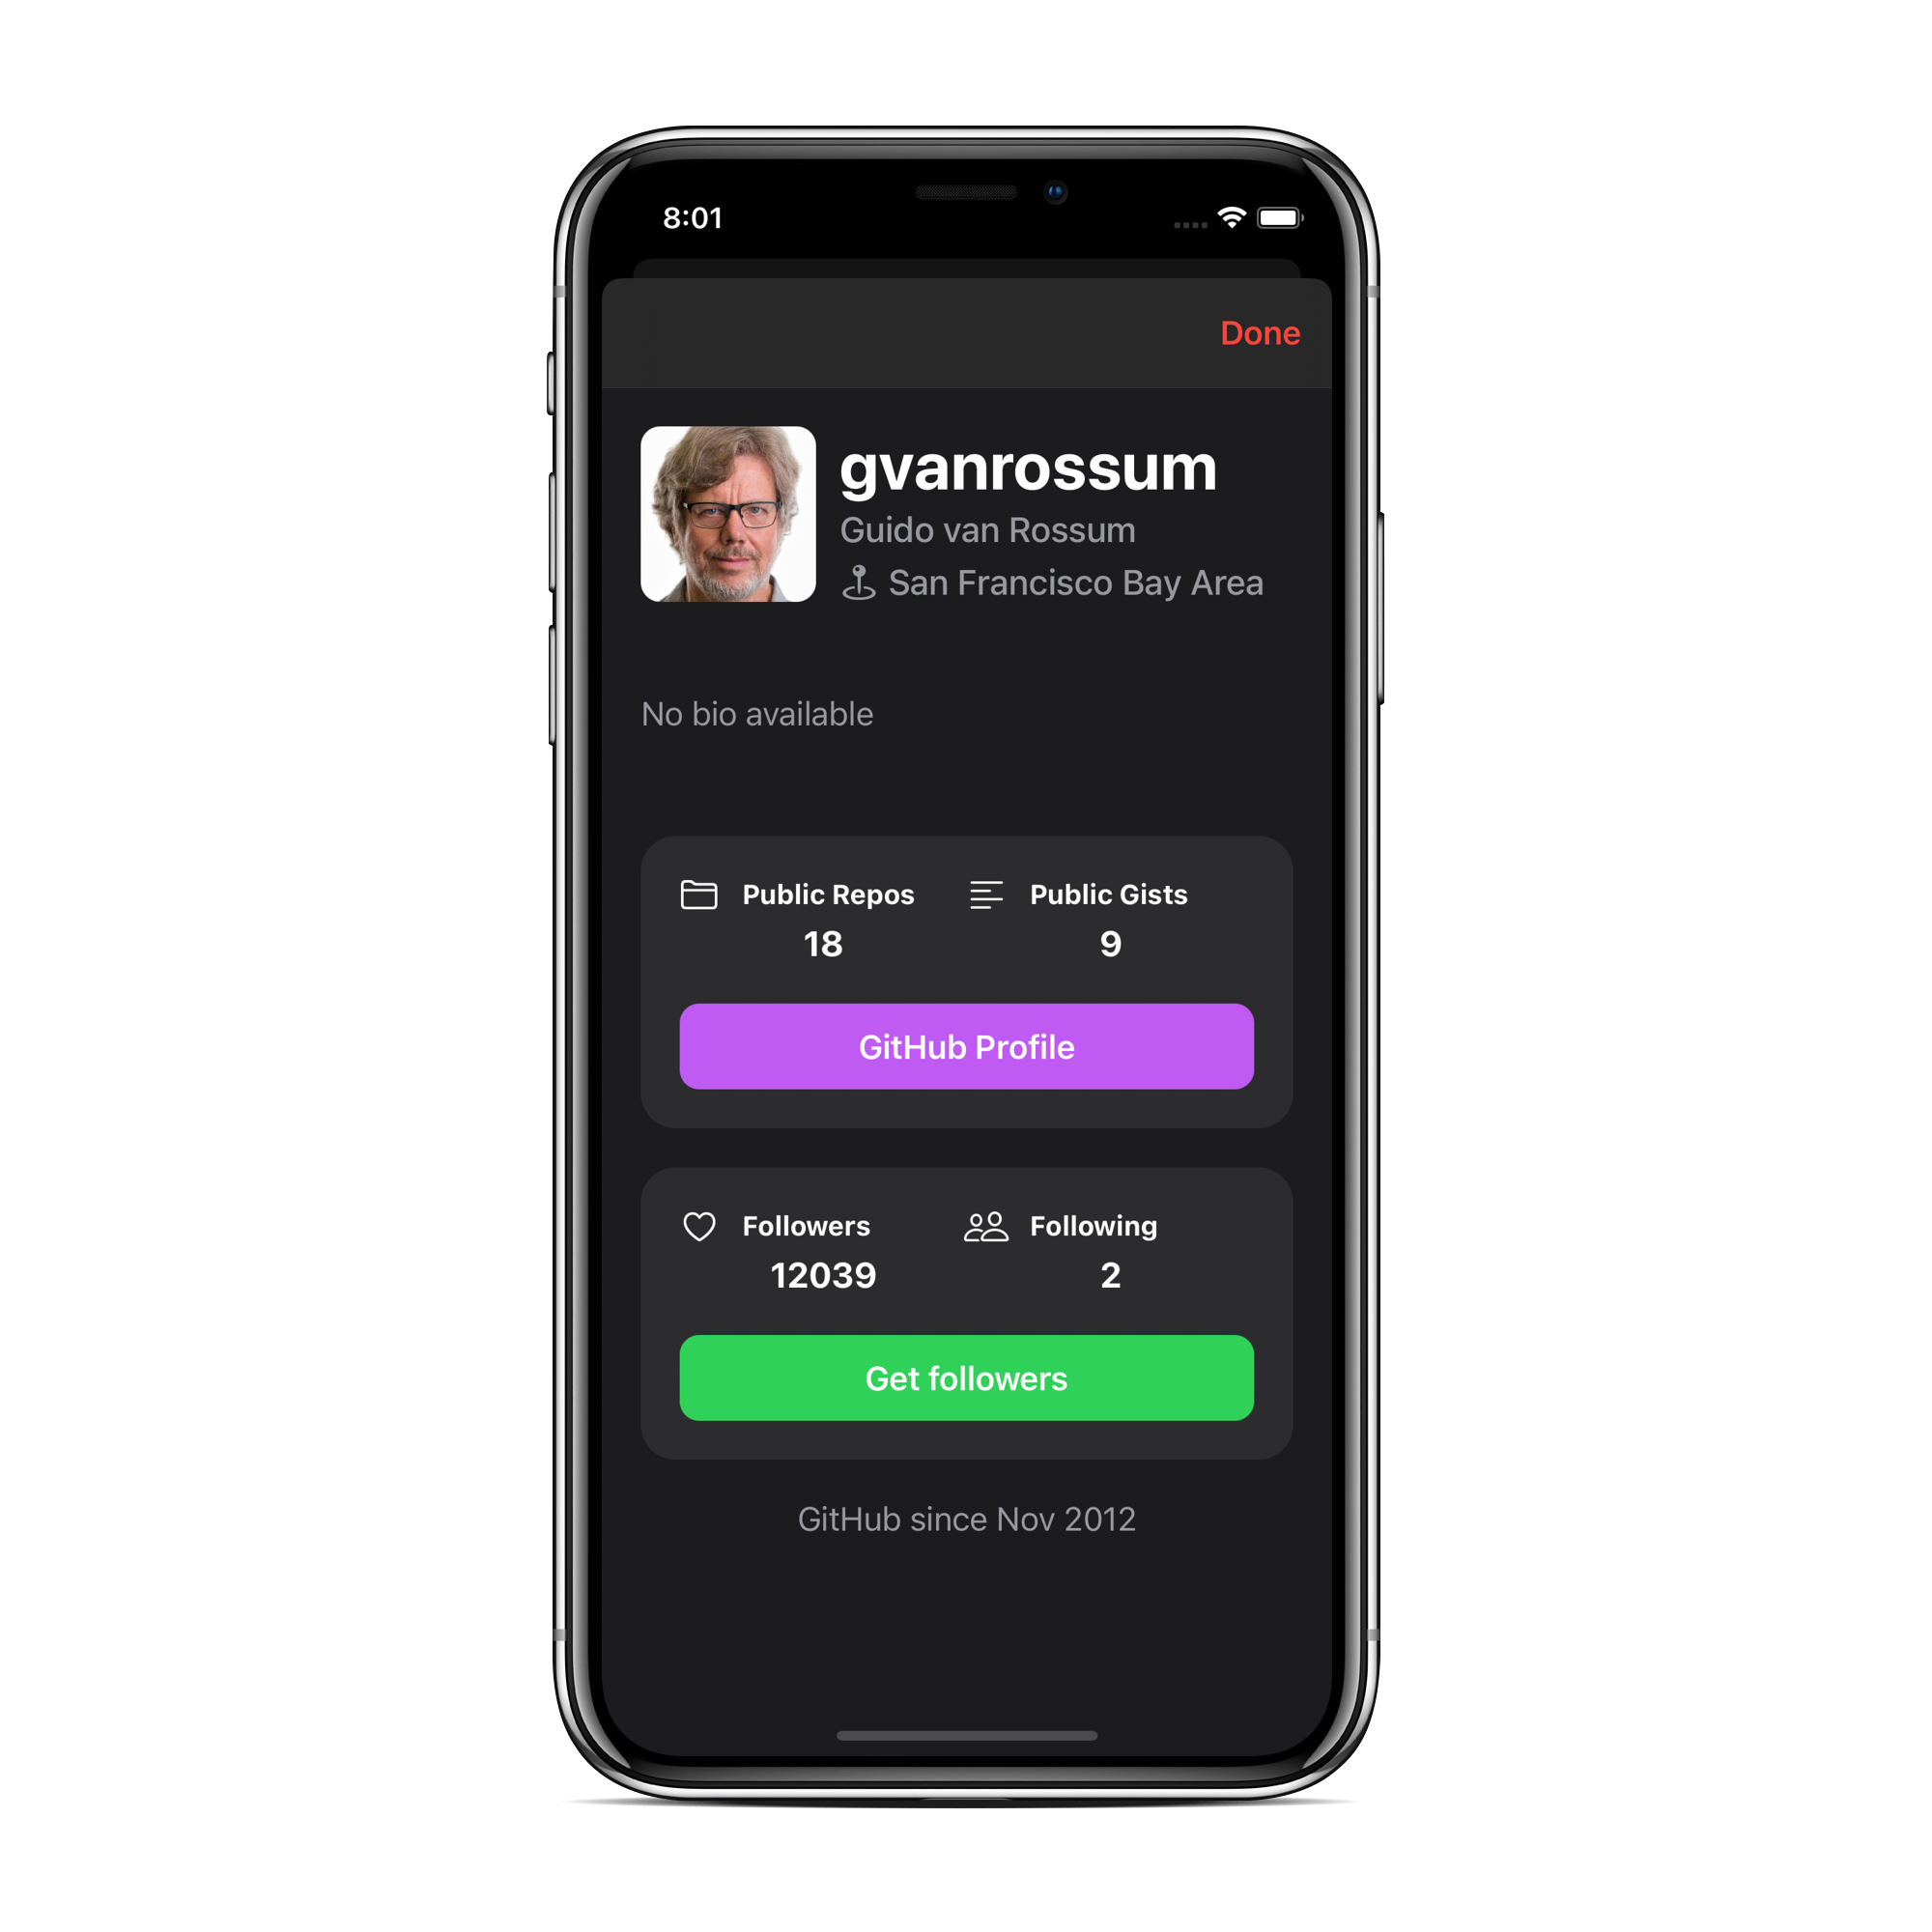 8:01
Done
gvanrossum
Guido van Rossum
San Francisco Bay Area
No bio available
Public Repos
18
Public Gists
9
GitHub Profile
Followers
12039
Following
2
Get followers
GitHub since Nov 2012